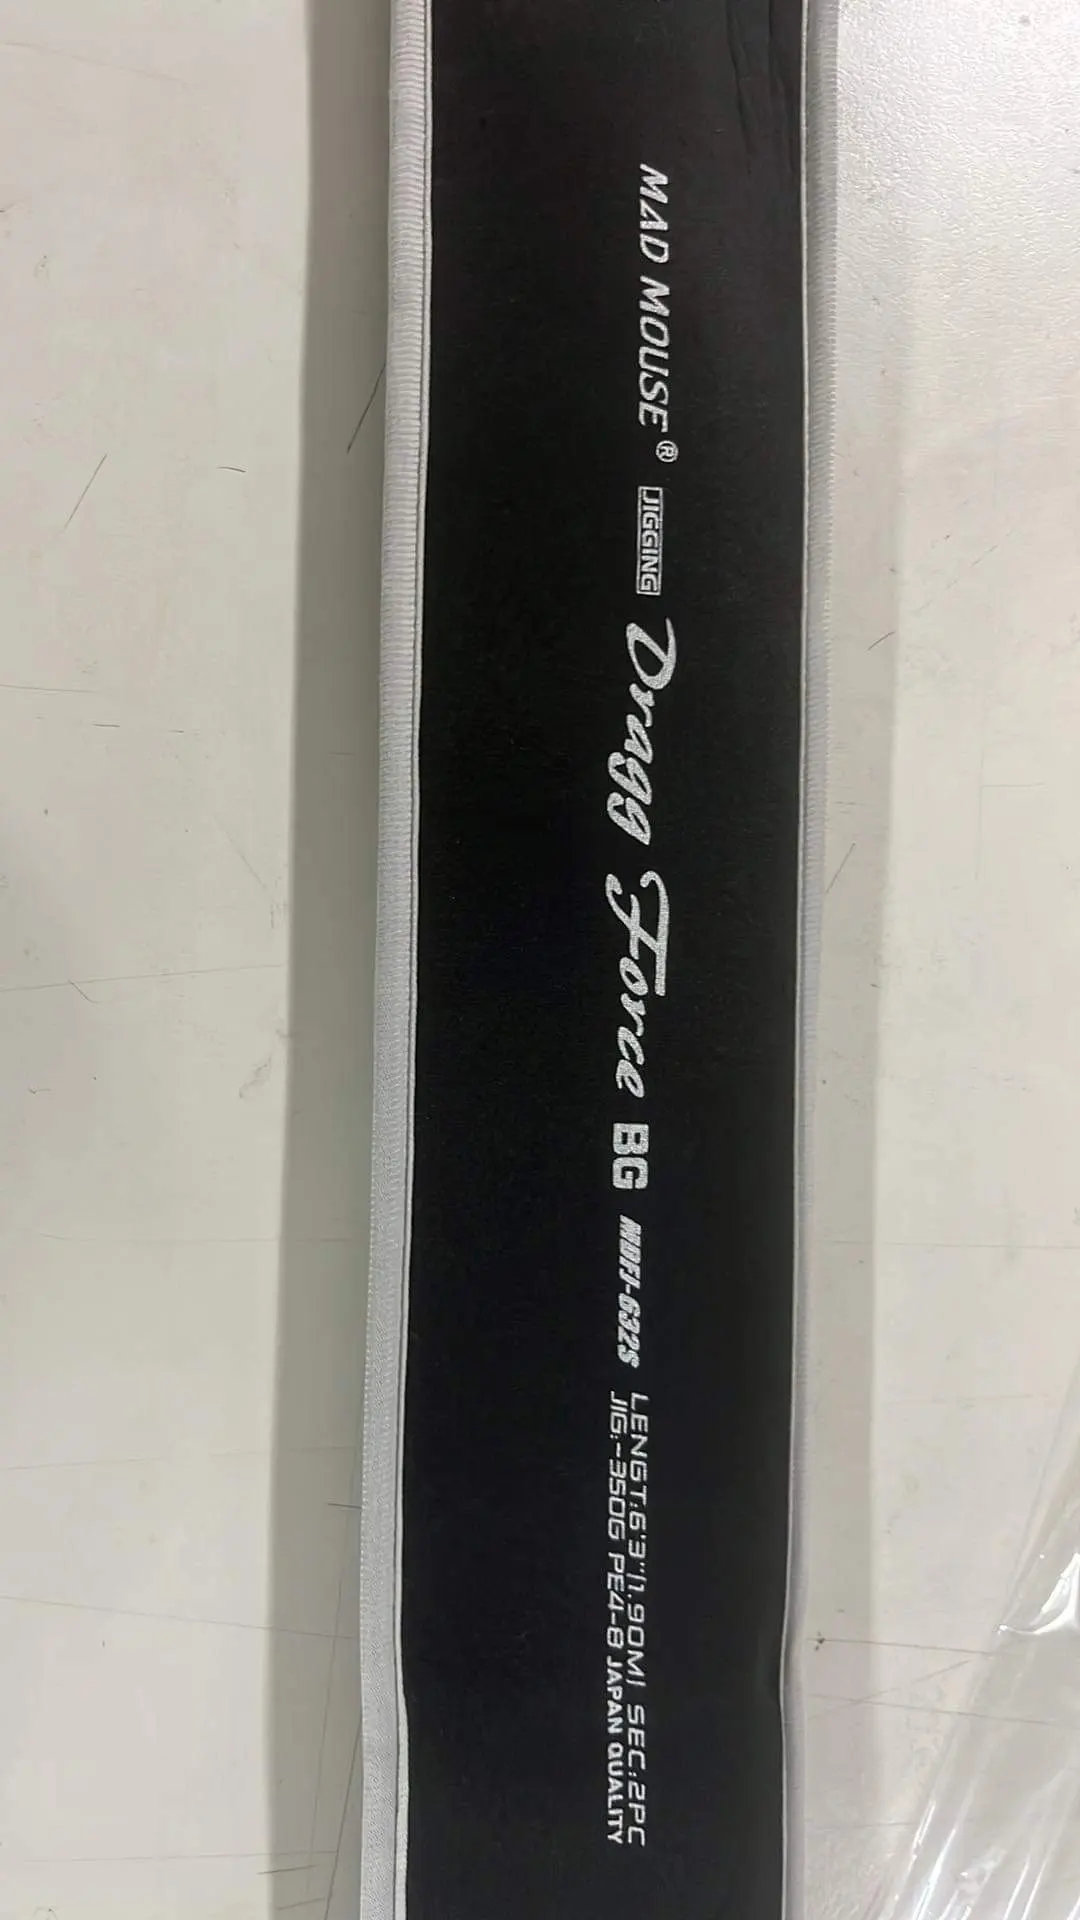 MAD MOUSE® JIGGING Dragg Force BG MDFJ-632S
LENGT:6'3"(1.90M) SEC:2PC
JIG:-350G PE4-8 JAPAN QUALITY